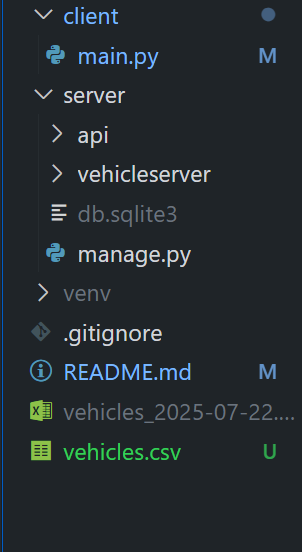 client
main.py M
server
api
vehicleserver
db.sqlite3
manage.py
venv
.gitignore
README.md M
vehicles_2025-07-22....
vehicles.csv U